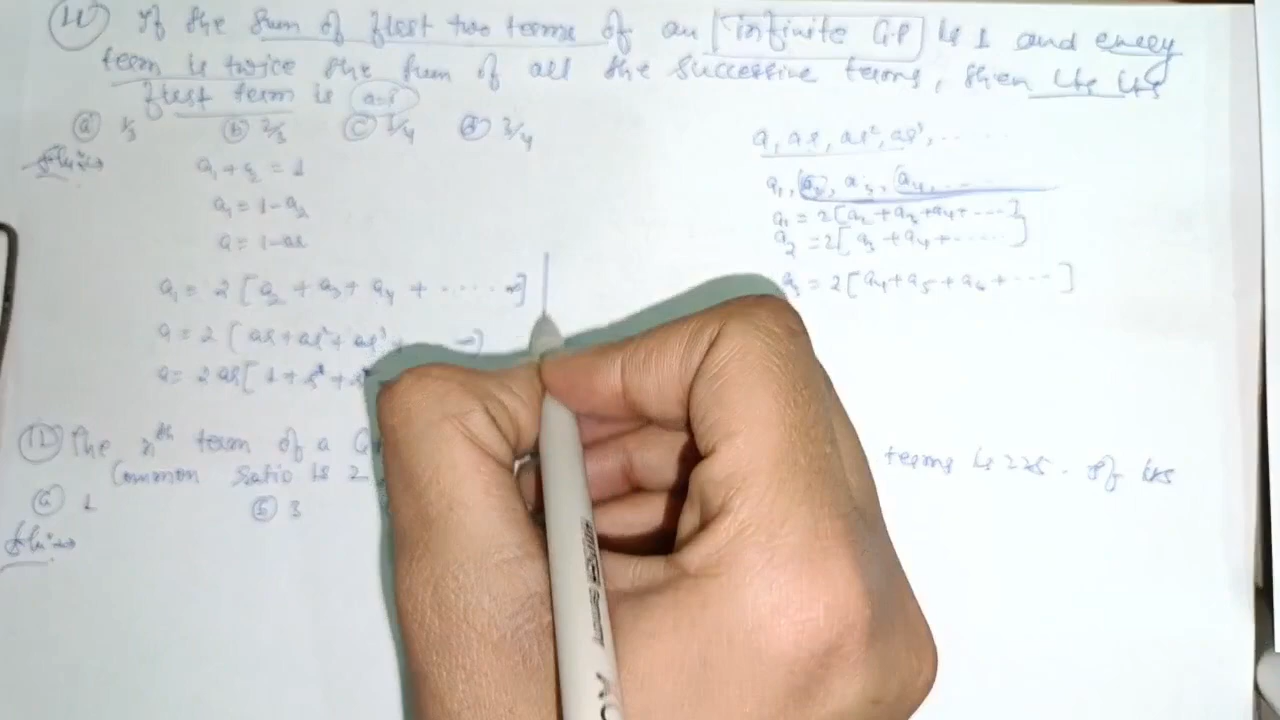 11 If the sum of first two terms of an infinite G.P is 1 and every
term is twice the sum of all the successive terms, then its its
first term is a=?
(a) 1/3 (b) 2/3 (c) 1/4 (d) 3/4
Soln→
a₁ + a₂ = 1
a₁ = 1-a₂
a = 1-ar
a₁ = 2 [a₂ + a₃ + a₄ + ..... ∞]
a = 2 [ar+ar²+ar³+
a = 2 ar[1+r+
a, ar, ar², ar³, .....
a₁, a₂, a₃, a₄, .....
a₁ = 2[a₂+a₃+a₄+ ....]
a₂ = 2[a₃ +a₄+ ......]
a₃ = 2[a₄+a₅+a₆+ ....]
12 The nth term of a G terms is 225. If its
Common ratio is 2
(a) 1 (b) 3
Soln→